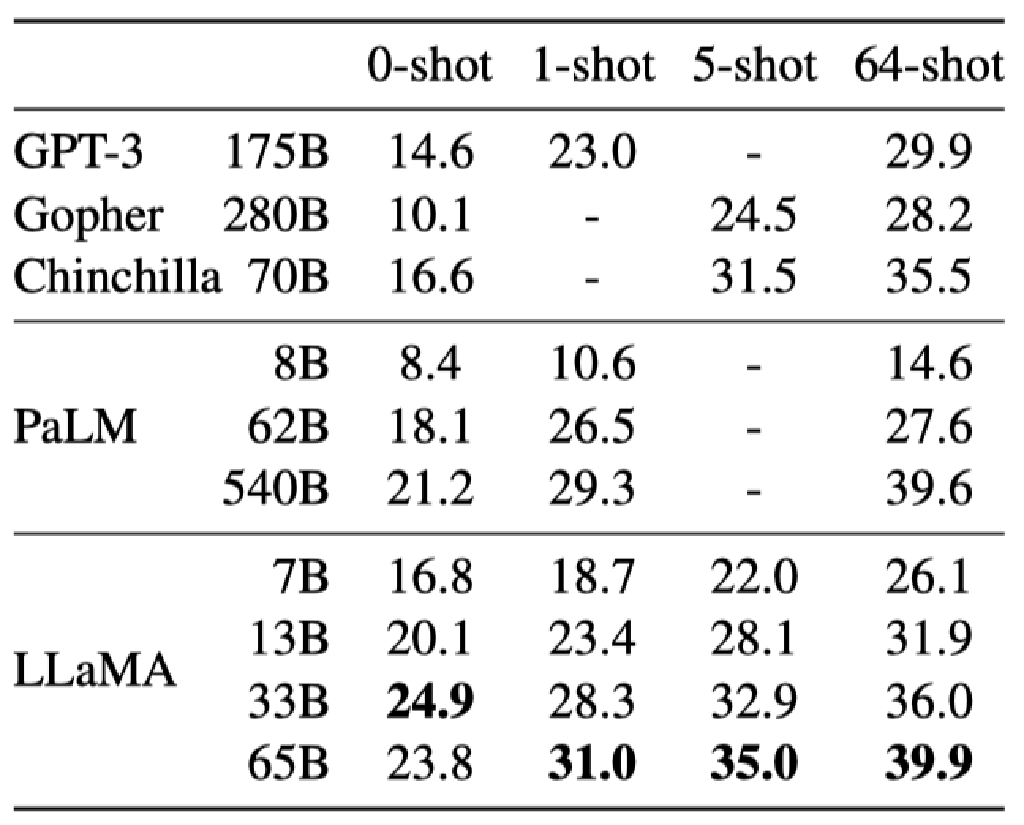 0-shot 1-shot 5-shot 64-shot
GPT-3 175B 14.6 23.0 - 29.9
Gopher 280B 10.1 - 24.5 28.2
Chinchilla 70B 16.6 - 31.5 35.5
8B 8.4 10.6 - 14.6
PaLM 62B 18.1 26.5 - 27.6
540B 21.2 29.3 - 39.6
7B 16.8 18.7 22.0 26.1
13B 20.1 23.4 28.1 31.9
LLaMA
33B 24.9 28.3 32.9 36.0
65B 23.8 31.0 35.0 39.9